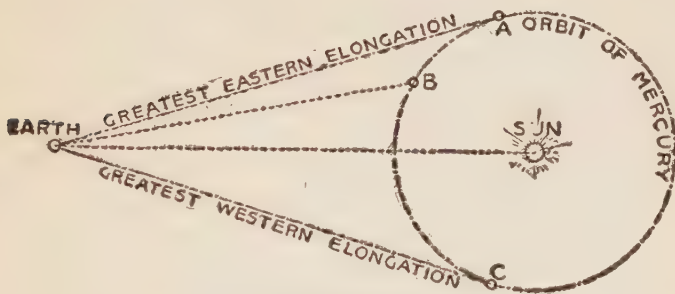 A ORBIT OF MERCURY
GREATEST EASTERN ELONGATION
B
EARTH
SUN
GREATEST WESTERN ELONGATION
C